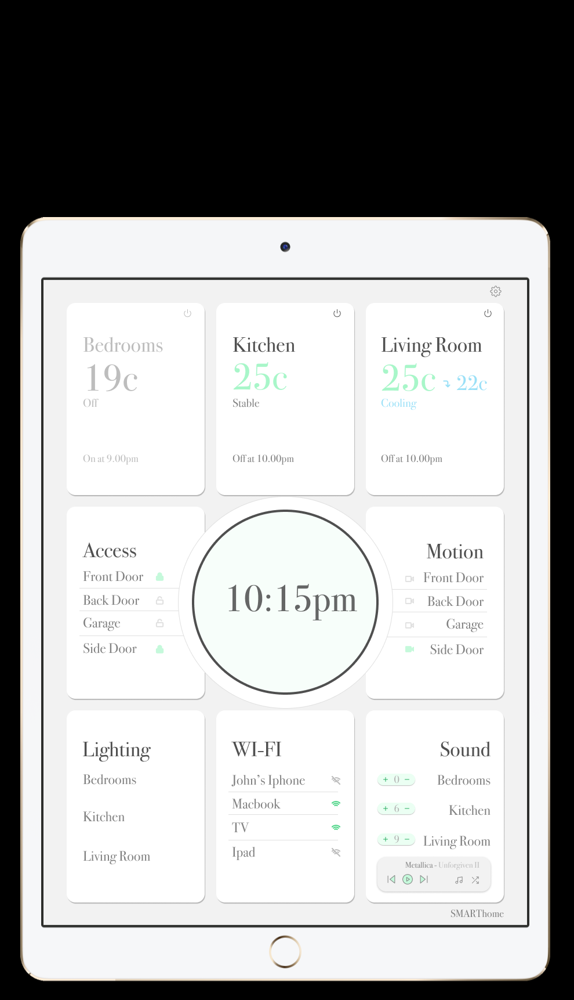 Bedrooms
19c
Off
On at 9.00pm
Kitchen
25c
Stable
Off at 10.00pm
Living Room
25c 22c
Cooling
Off at 10.00pm
Access
Front Door
Back Door
Garage
Side Door
10:15pm
Motion
Front Door
Back Door
Garage
Side Door
Lighting
Bedrooms
Kitchen
Living Room
WI-FI
John’s Iphone
Macbook
TV
Ipad
Sound
+ 0 − Bedrooms
+ 6 − Kitchen
+ 9 − Living Room
Metallica - Unforgiven II
SMARThome